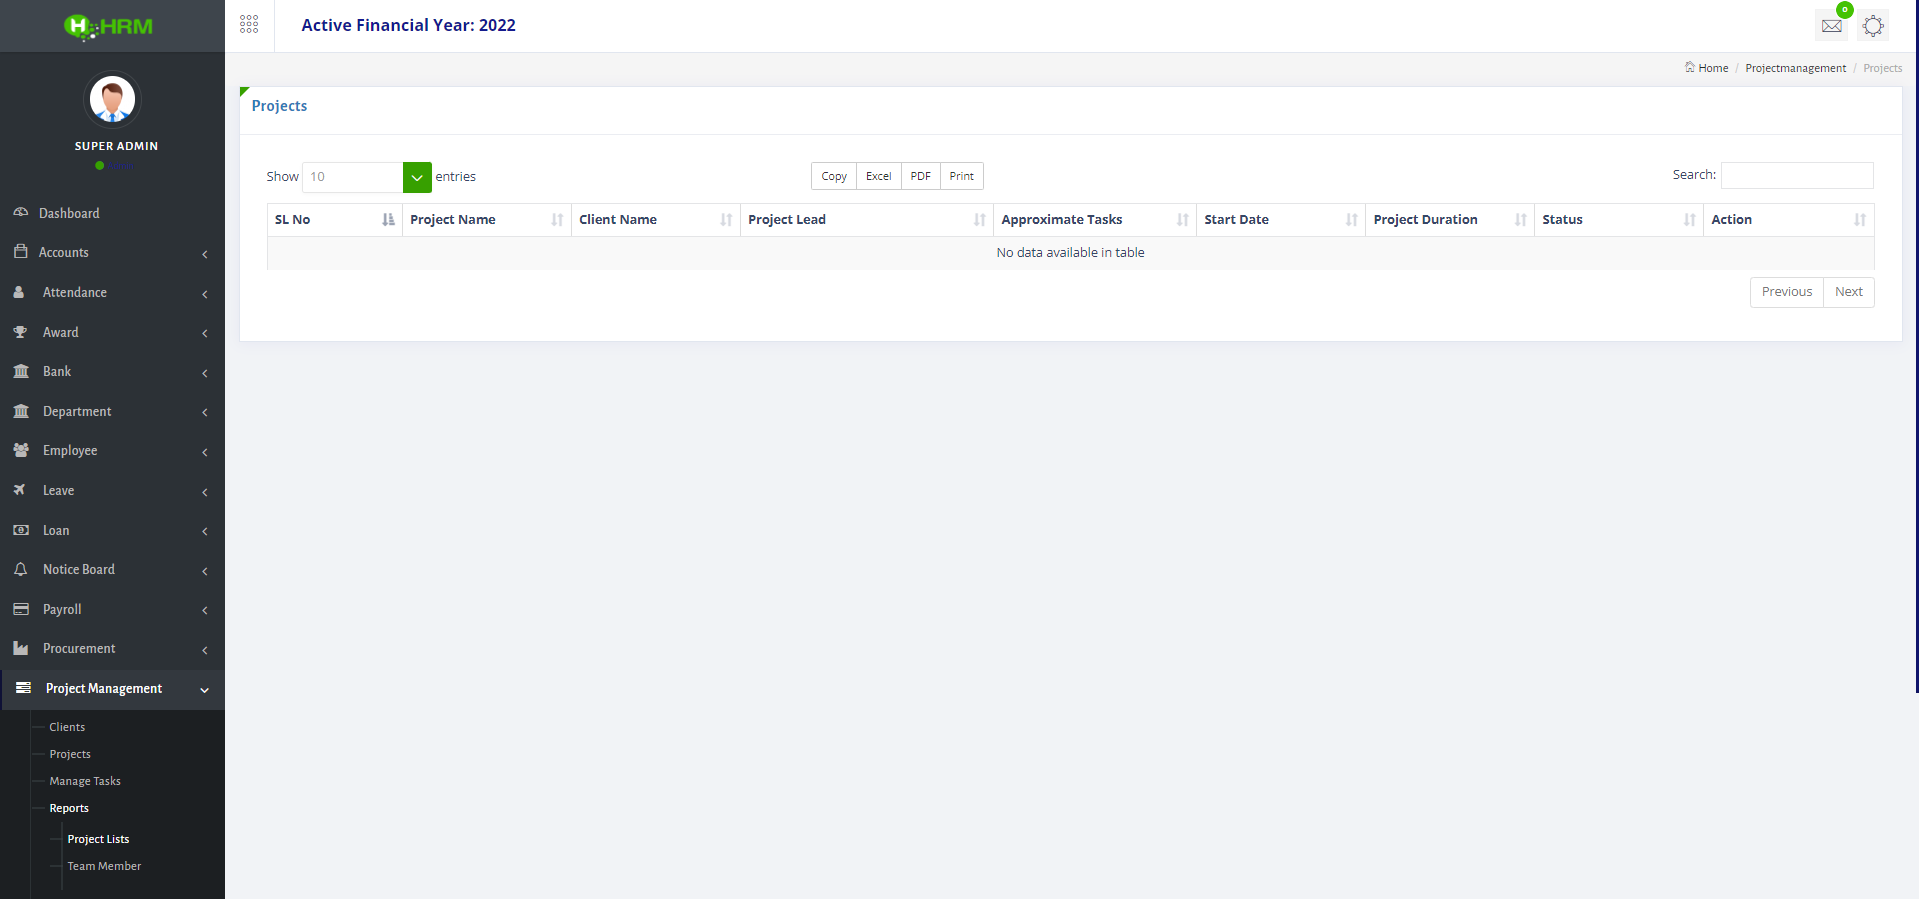 HRM
Active Financial Year: 2022
0
Home / Projectmanagement / Projects
SUPER ADMIN
Dashboard
Accounts
Attendance
Award
Bank
Department
Employee
Leave
Loan
Notice Board
Payroll
Procurement
Project Management
Clients
Projects
Manage Tasks
Reports
Project Lists
Team Member
Projects
Show 10 entries
Copy Excel PDF Print
Search:
SL No Project Name Client Name Project Lead Approximate Tasks Start Date Project Duration Status Action
No data available in table
Previous Next